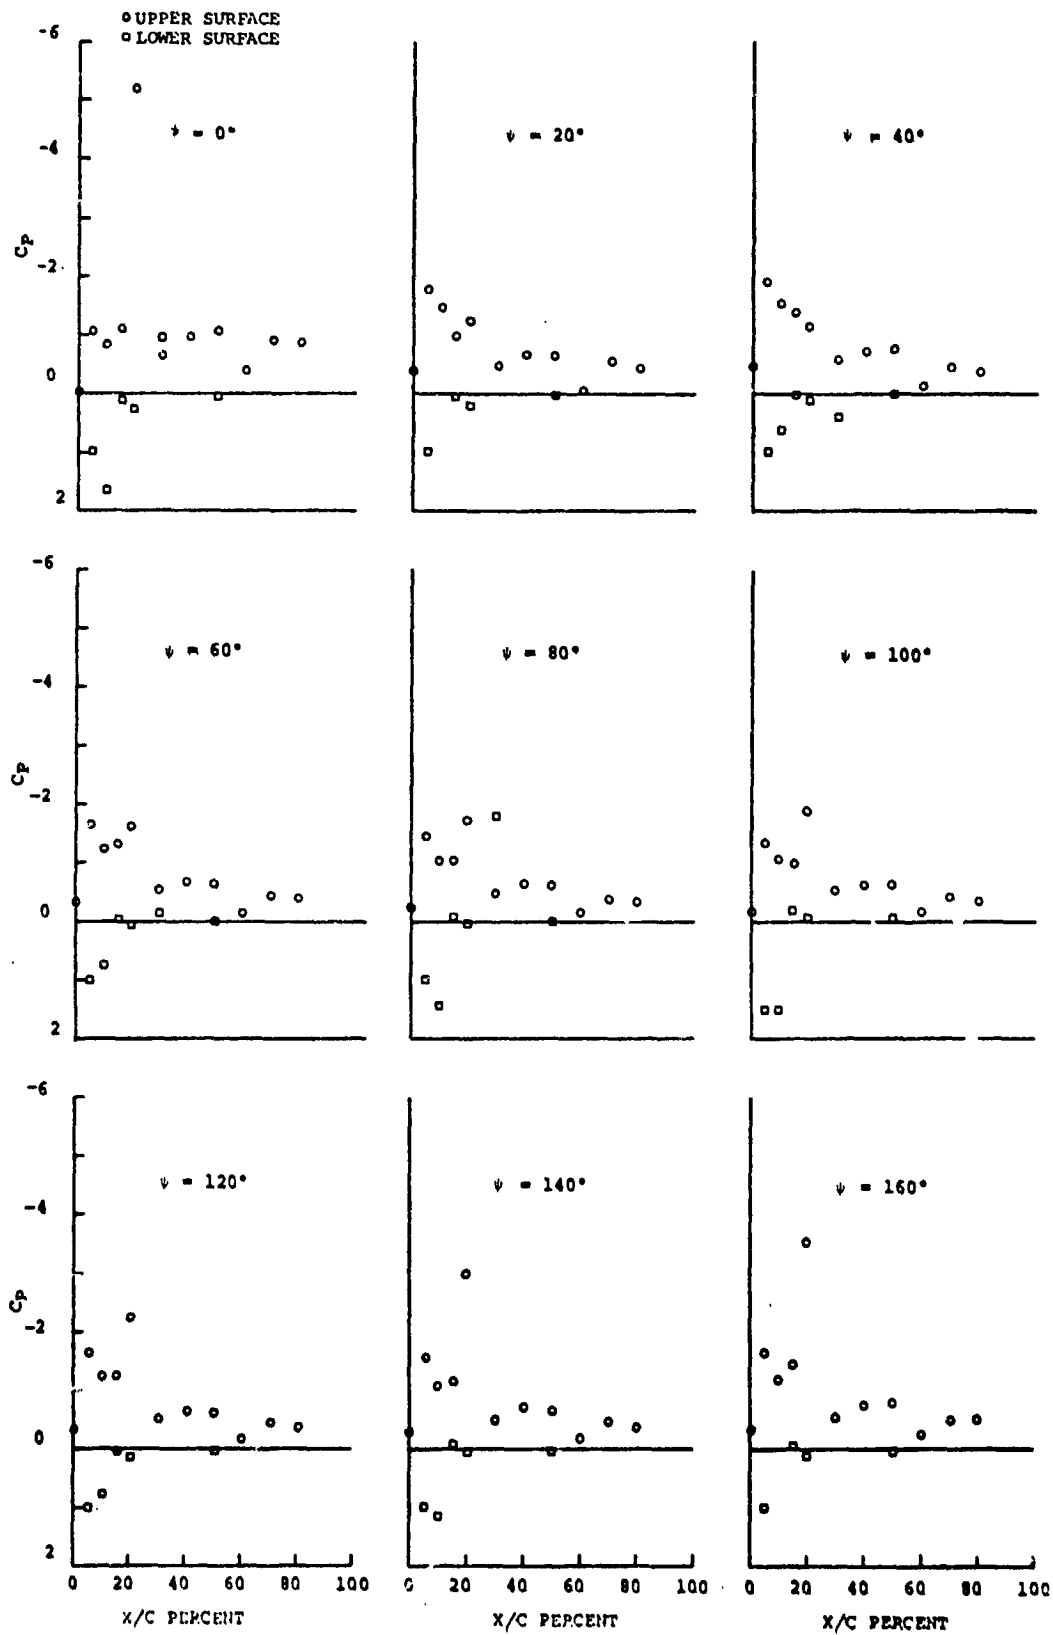 UPPER SURFACE
LOWER SURFACE
-6
-4
-2
0
2
Cp
ψ = 0°
ψ = 20°
ψ = 40°
-6
-4
-2
0
2
Cp
ψ = 60°
ψ = 80°
ψ = 100°
-6
-4
-2
0
2
Cp
ψ = 120°
ψ = 140°
ψ = 160°
0 20 40 60 80 100
0 20 40 60 80 100
0 20 40 60 80 100
X/C PERCENT
X/C PERCENT
X/C PERCENT